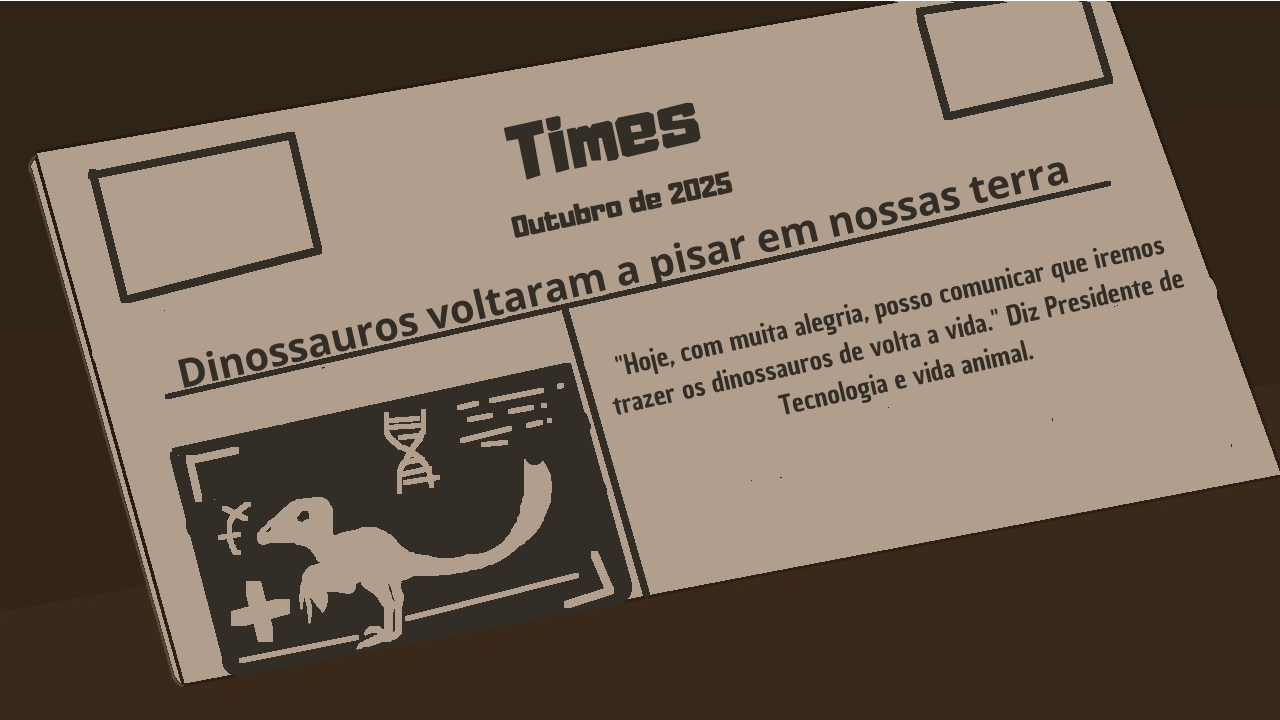 Times
Outubro de 2025
Dinossauros voltaram a pisar em nossas terra
"Hoje, com muita alegria, posso comunicar que iremos
trazer os dinossauros de volta a vida." Diz Presidente de
Tecnologia e vida animal.